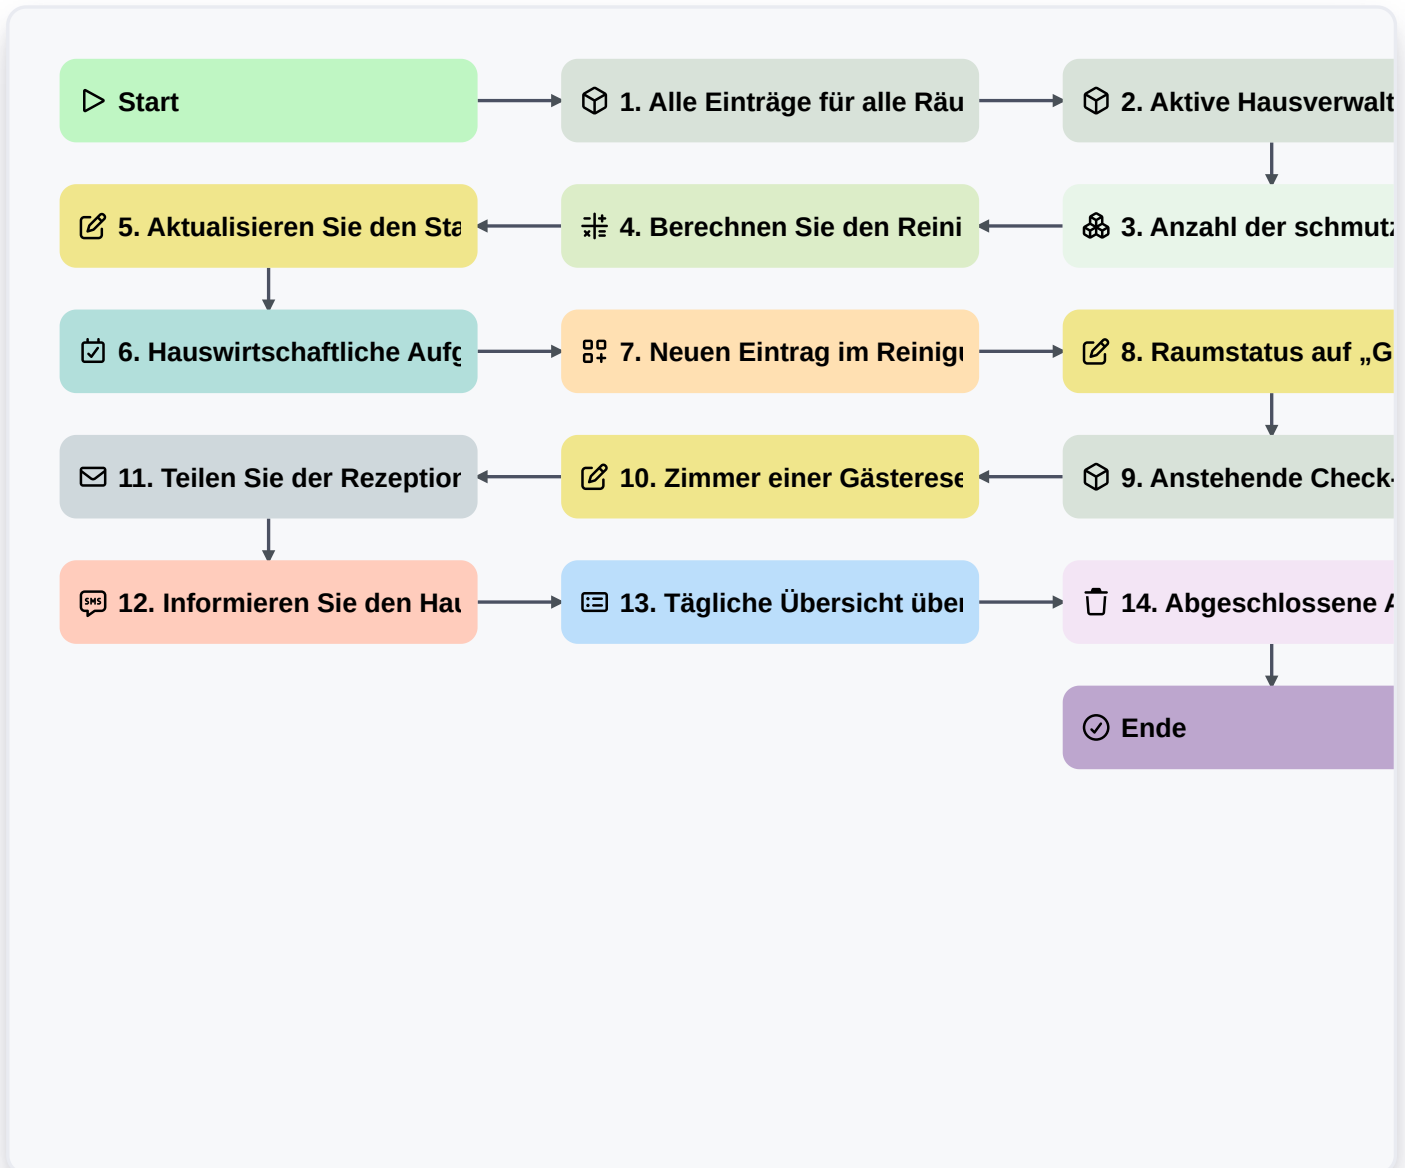 Start
1. Alle Einträge für alle Räu
2. Aktive Hausverwalt
5. Aktualisieren Sie den Sta
4. Berechnen Sie den Reini
3. Anzahl der schmutz
6. Hauswirtschaftliche Aufg
7. Neuen Eintrag im Reinigu
8. Raumstatus auf „G
11. Teilen Sie der Rezeption
10. Zimmer einer Gästerese
9. Anstehende Check-
12. Informieren Sie den Hau
13. Tägliche Übersicht über
14. Abgeschlossene A
Ende